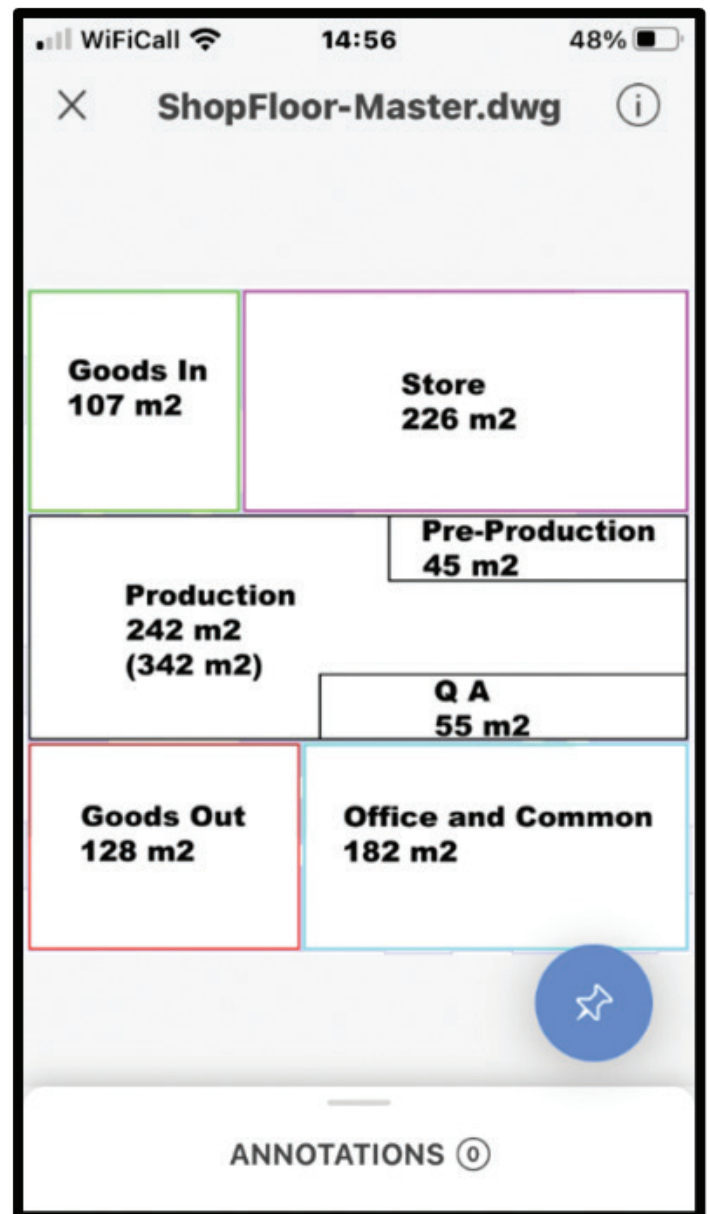 WiFiCall 14:56 48%
ShopFloor-Master.dwg
Goods In
107 m2
Store
226 m2
Pre-Production
45 m2
Production
242 m2
(342 m2)
Q A
55 m2
Goods Out
128 m2
Office and Common
182 m2
ANNOTATIONS 0